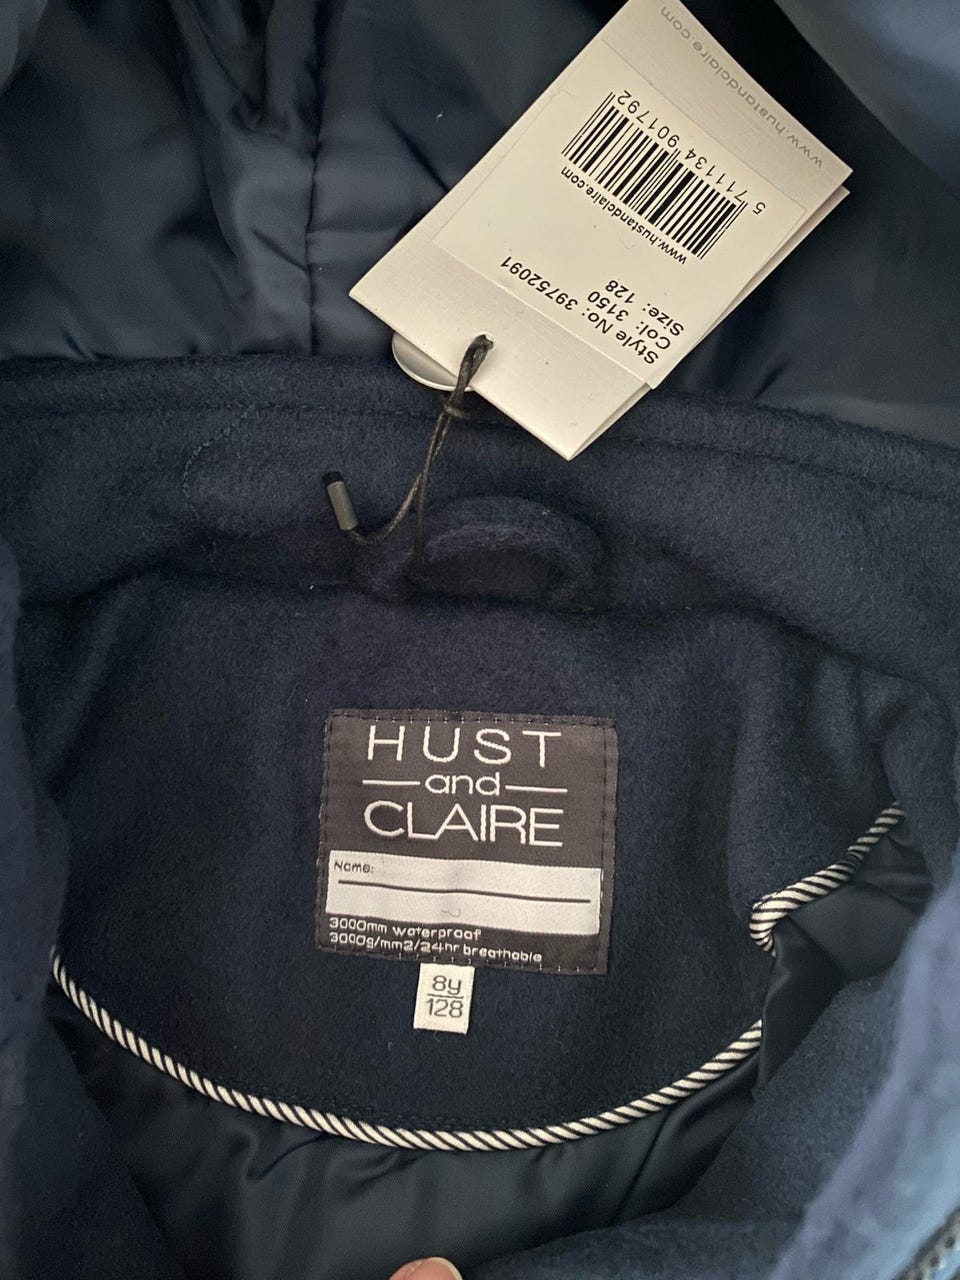 www.hustandclaire.com
5 711134 901792
www.hustandclaire.com
Style No: 39752091
Col: 3150
Size: 128
HUST
and
CLAIRE
Name:
3000mm waterproof
3000g/mm2/24hr breathable
8y
128